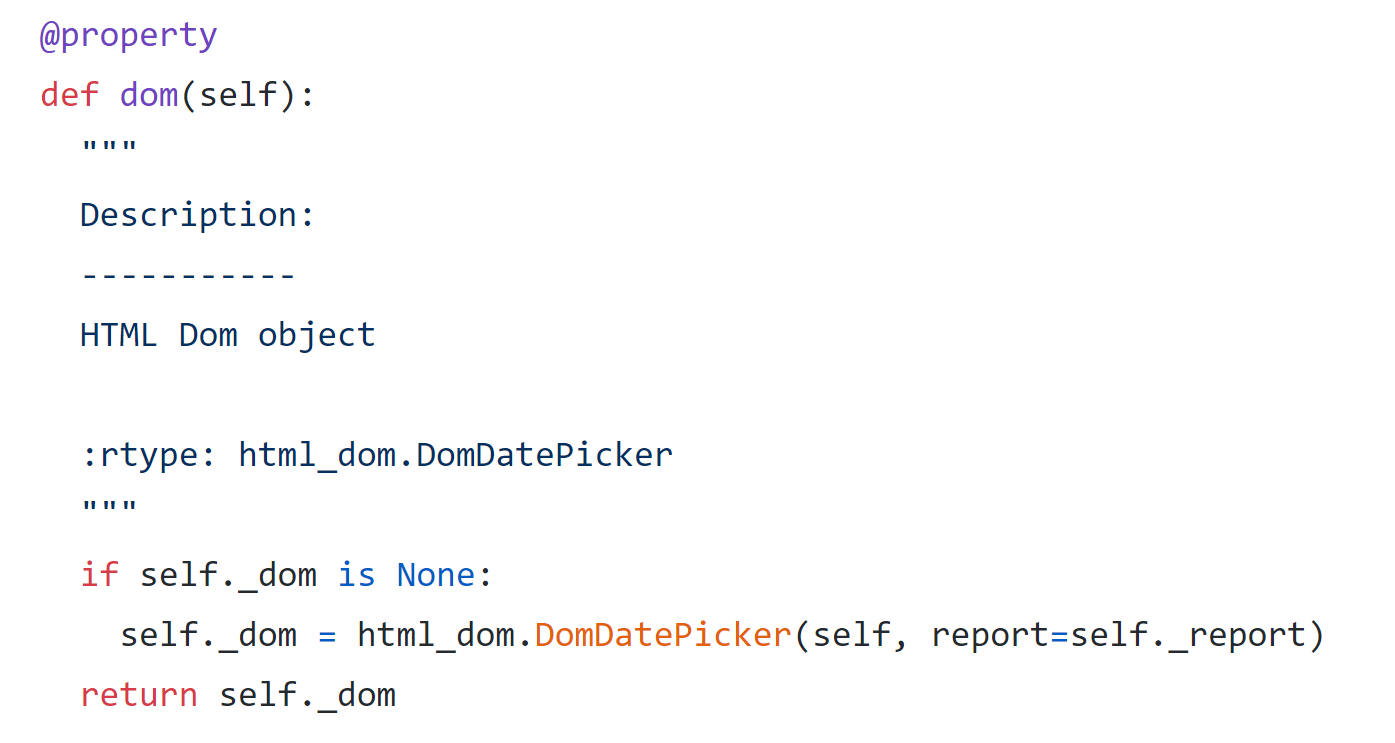 @property
def dom(self):
  """
  Description:
  -----------
  HTML Dom object

  :rtype: html_dom.DomDatePicker
  """
  if self._dom is None:
    self._dom = html_dom.DomDatePicker(self, report=self._report)
  return self._dom